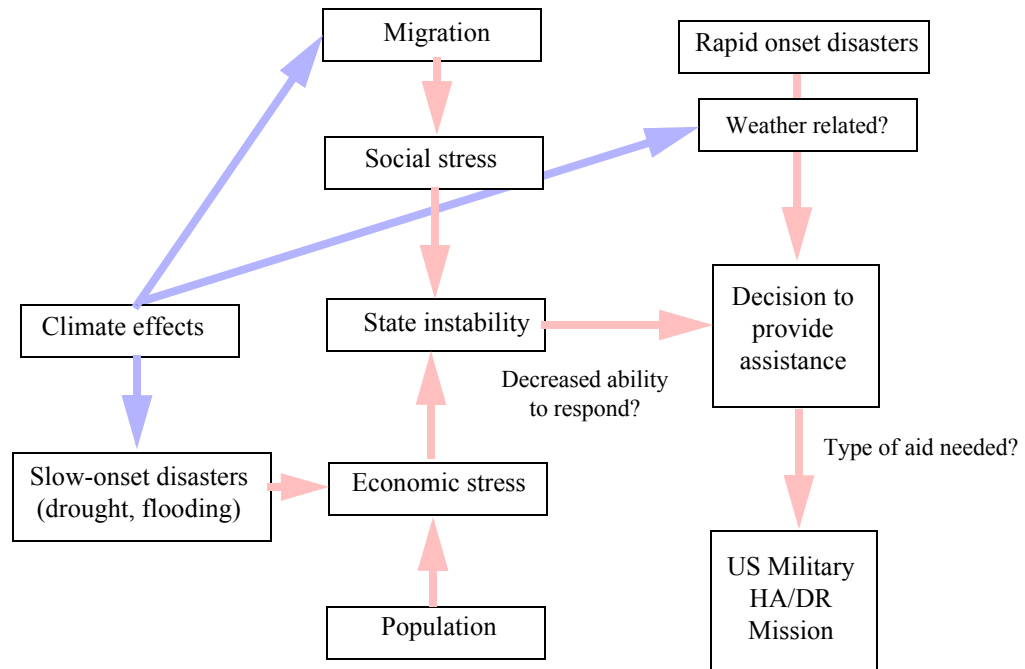 Migration
Rapid onset disasters
Weather related?
Social stress
Climate effects
State instability
Decision to
provide
assistance
Decreased ability
to respond?
Type of aid needed?
Slow-onset disasters
(drought, flooding)
Economic stress
US Military
HA/DR
Mission
Population